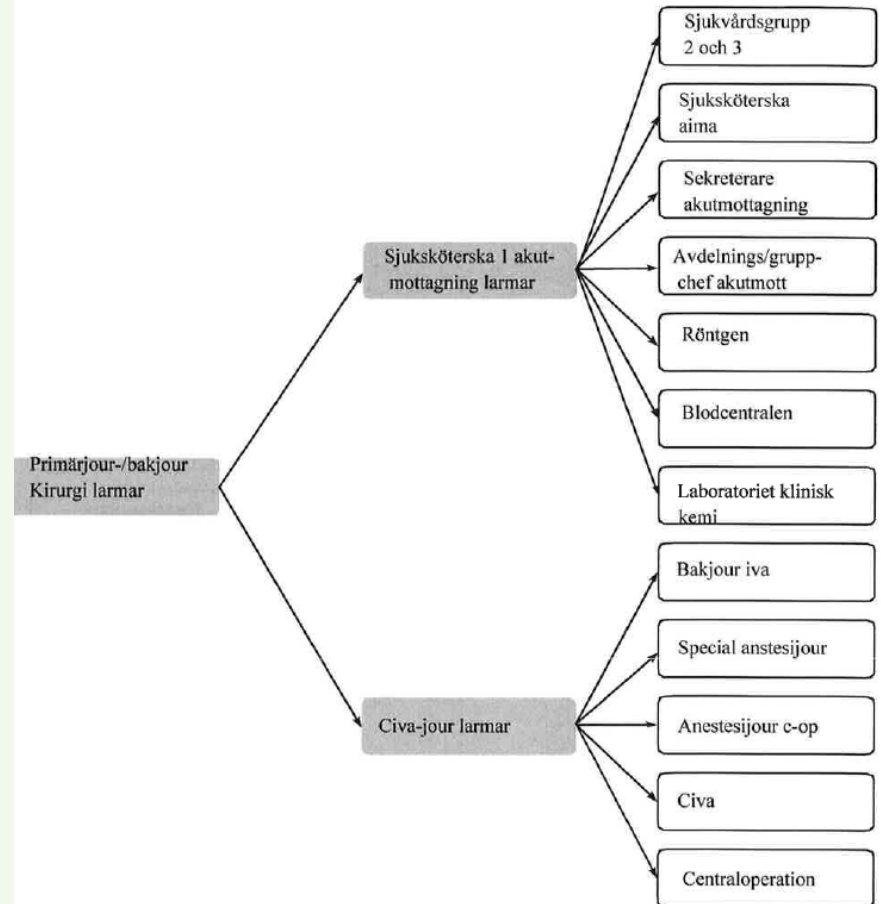 Primärjour-/bakjour
Kirurgi larmar
Sjuksköterska 1 akut-
mottagning larmar
Sjukvårdsgrupp
2 och 3
Sjuksköterska
aima
Sekreterare
akutmottagning
Avdelnings/grupp-
chef akutmott
Röntgen
Blodcentralen
Laboratoriet klinisk
kemi
Civa-jour larmar
Bakjour iva
Special anstesijour
Anestesijour c-op
Civa
Centraloperation